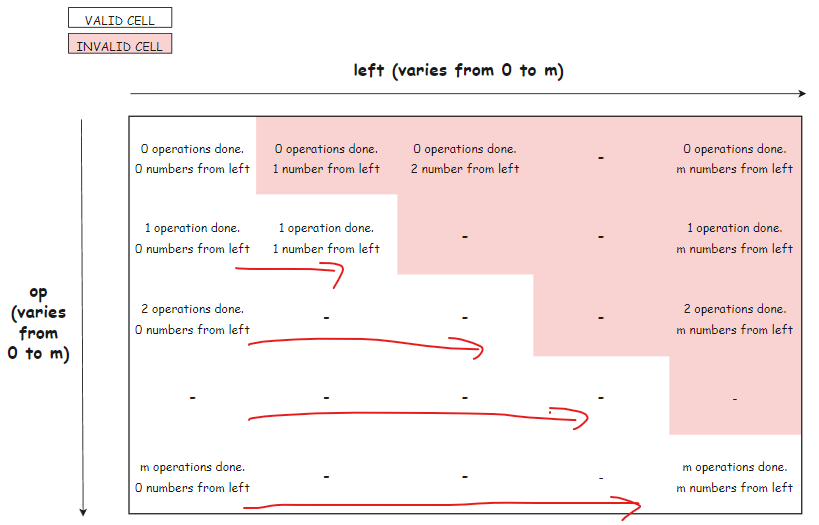 VALID CELL
INVALID CELL
left (varies from 0 to m)
op
(varies
from
0 to m)
0 operations done.
0 numbers from left
0 operations done.
1 number from left
0 operations done.
2 number from left
-
0 operations done.
m numbers from left
1 operation done.
0 numbers from left
1 operation done.
1 number from left
-
-
1 operation done.
m numbers from left
2 operations done.
0 numbers from left
-
-
-
2 operations done.
m numbers from left
-
-
-
-
-
m operations done.
0 numbers from left
-
-
-
m operations done.
m numbers from left